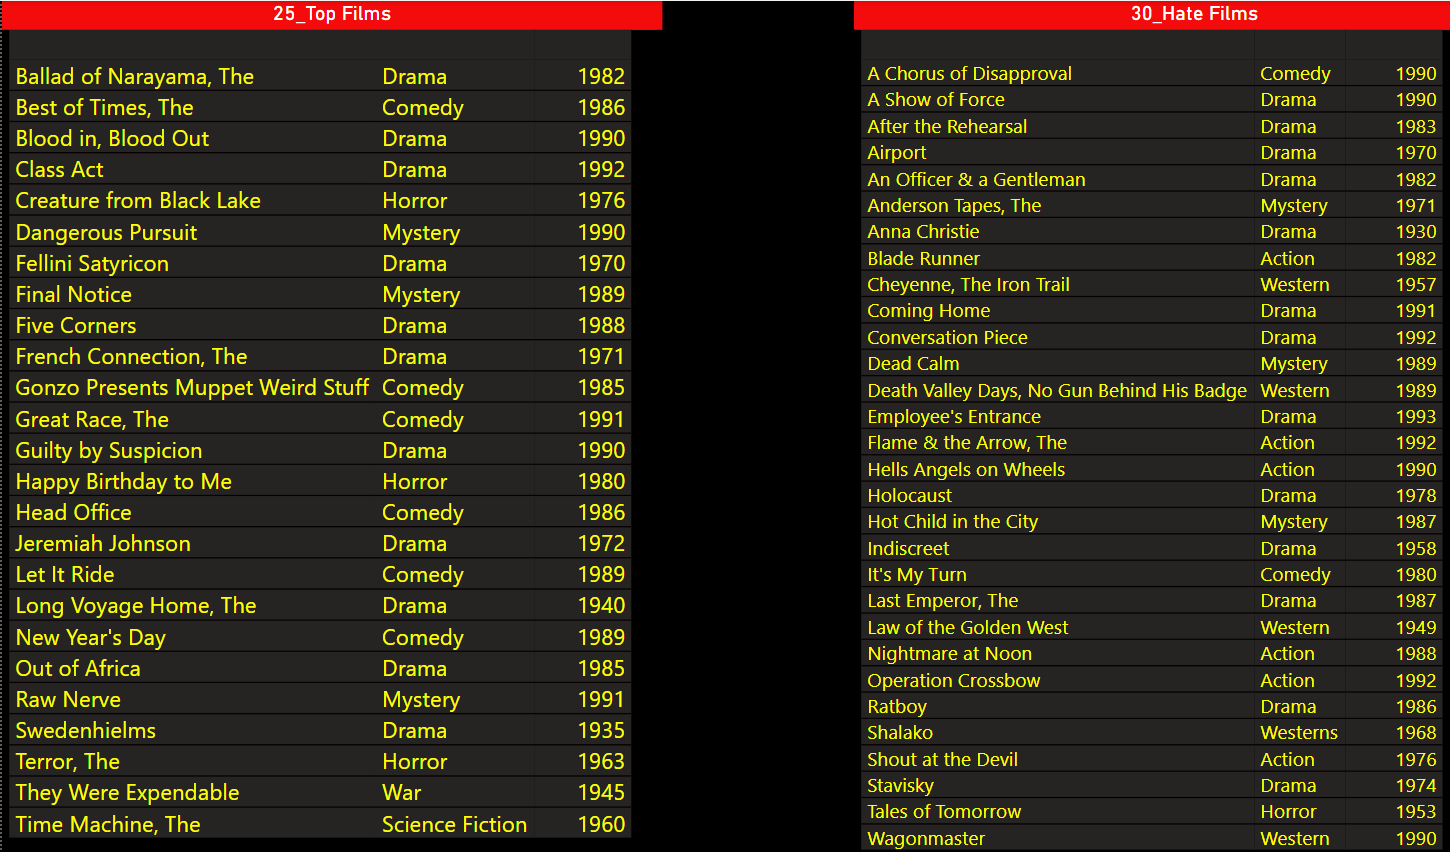 25_Top Films
Ballad of Narayama, The Drama 1982
Best of Times, The Comedy 1986
Blood in, Blood Out Drama 1990
Class Act Drama 1992
Creature from Black Lake Horror 1976
Dangerous Pursuit Mystery 1990
Fellini Satyricon Drama 1970
Final Notice Mystery 1989
Five Corners Drama 1988
French Connection, The Drama 1971
Gonzo Presents Muppet Weird Stuff Comedy 1985
Great Race, The Comedy 1991
Guilty by Suspicion Drama 1990
Happy Birthday to Me Horror 1980
Head Office Comedy 1986
Jeremiah Johnson Drama 1972
Let It Ride Comedy 1989
Long Voyage Home, The Drama 1940
New Year's Day Comedy 1989
Out of Africa Drama 1985
Raw Nerve Mystery 1991
Swedenhielms Drama 1935
Terror, The Horror 1963
They Were Expendable War 1945
Time Machine, The Science Fiction 1960
30_Hate Films
A Chorus of Disapproval Comedy 1990
A Show of Force Drama 1990
After the Rehearsal Drama 1983
Airport Drama 1970
An Officer & a Gentleman Drama 1982
Anderson Tapes, The Mystery 1971
Anna Christie Drama 1930
Blade Runner Action 1982
Cheyenne, The Iron Trail Western 1957
Coming Home Drama 1991
Conversation Piece Drama 1992
Dead Calm Mystery 1989
Death Valley Days, No Gun Behind His Badge Western 1989
Employee's Entrance Drama 1993
Flame & the Arrow, The Action 1992
Hells Angels on Wheels Action 1990
Holocaust Drama 1978
Hot Child in the City Mystery 1987
Indiscreet Drama 1958
It's My Turn Comedy 1980
Last Emperor, The Drama 1987
Law of the Golden West Western 1949
Nightmare at Noon Action 1988
Operation Crossbow Action 1992
Ratboy Drama 1986
Shalako Westerns 1968
Shout at the Devil Action 1976
Stavisky Drama 1974
Tales of Tomorrow Horror 1953
Wagonmaster Western 1990